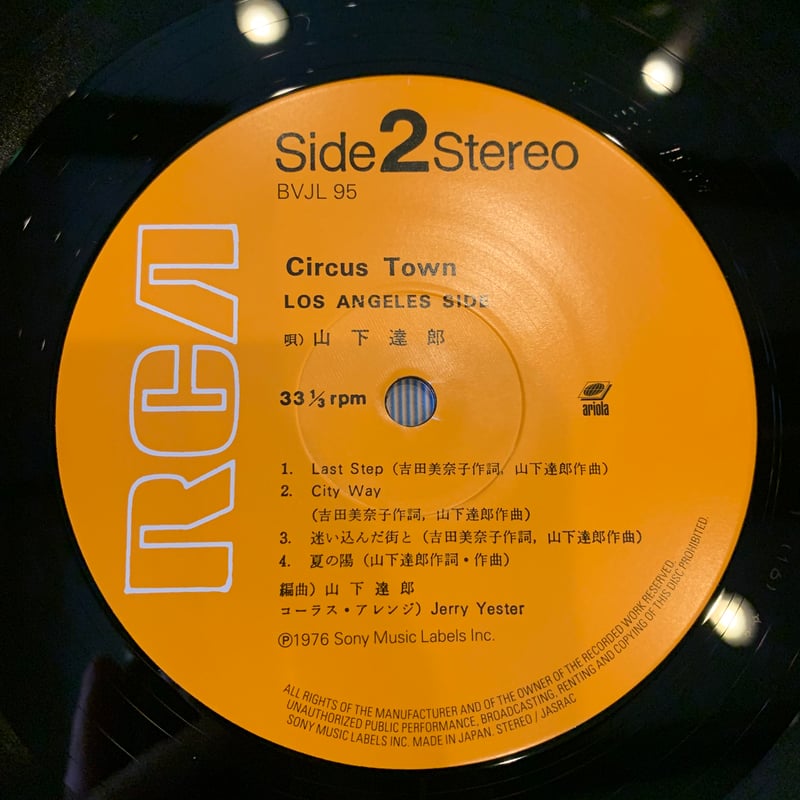 Side 2 Stereo
BVJL 95
RCA
Circus Town
LOS ANGELES SIDE
唄) 山下達郎
33 1/3 rpm
ariola
1. Last Step (吉田美奈子作詞, 山下達郎作曲)
2. City Way
(吉田美奈子作詞, 山下達郎作曲)
3. 迷い込んだ街と (吉田美奈子作詞, 山下達郎作曲)
4. 夏の陽 (山下達郎作詞・作曲)
編曲) 山下達郎
コーラス・アレンジ) Jerry Yester
℗1976 Sony Music Labels Inc.
ALL RIGHTS OF THE MANUFACTURER AND OF THE OWNER OF THE RECORDED WORK RESERVED.
UNAUTHORIZED PUBLIC PERFORMANCE, BROADCASTING, RENTING AND COPYING OF THIS DISC PROHIBITED.
SONY MUSIC LABELS INC. MADE IN JAPAN. STEREO / JASRAC